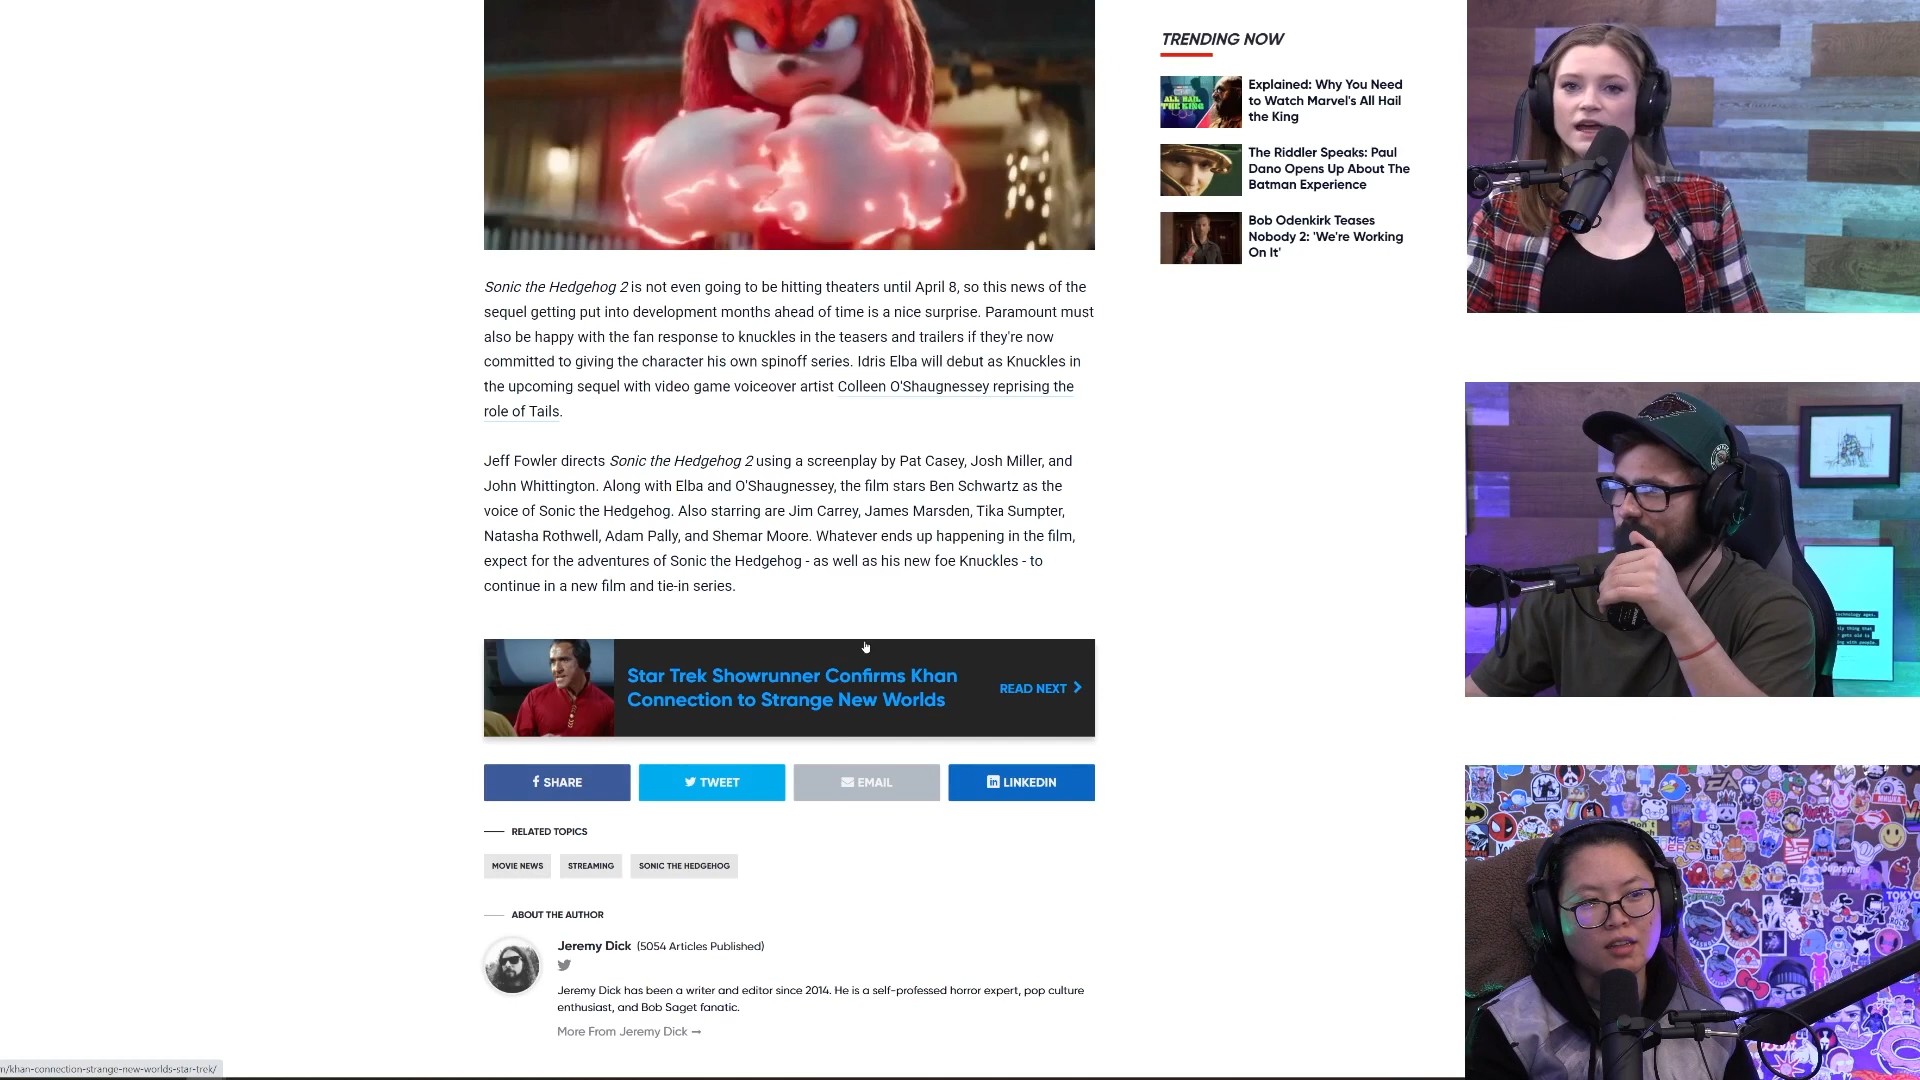 TRENDING NOW
ALL HAIL
THE KING
Explained: Why You Need
to Watch Marvel's All Hail
the King
The Riddler Speaks: Paul
Dano Opens Up About The
Batman Experience
Bob Odenkirk Teases
Nobody 2: 'We're Working
On It'
Sonic the Hedgehog 2 is not even going to be hitting theaters until April 8, so this news of the
sequel getting put into development months ahead of time is a nice surprise. Paramount must
also be happy with the fan response to knuckles in the teasers and trailers if they're now
committed to giving the character his own spinoff series. Idris Elba will debut as Knuckles in
the upcoming sequel with video game voiceover artist Colleen O'Shaugnessey reprising the
role of Tails.
Jeff Fowler directs Sonic the Hedgehog 2 using a screenplay by Pat Casey, Josh Miller, and
John Whittington. Along with Elba and O'Shaugnessey, the film stars Ben Schwartz as the
voice of Sonic the Hedgehog. Also starring are Jim Carrey, James Marsden, Tika Sumpter,
Natasha Rothwell, Adam Pally, and Shemar Moore. Whatever ends up happening in the film,
expect for the adventures of Sonic the Hedgehog - as well as his new foe Knuckles - to
continue in a new film and tie-in series.
Star Trek Showrunner Confirms Khan
Connection to Strange New Worlds
READ NEXT
SHARE
TWEET
EMAIL
LINKEDIN
RELATED TOPICS
MOVIE NEWS
STREAMING
SONIC THE HEDGEHOG
ABOUT THE AUTHOR
Jeremy Dick (5054 Articles Published)
Jeremy Dick has been a writer and editor since 2014. He is a self-professed horror expert, pop culture
enthusiast, and Bob Saget fanatic.
More From Jeremy Dick →
m/khan-connection-strange-new-worlds-star-trek/
technology ages.
thing that
gets old is
with people.
Supreme
TOKYO